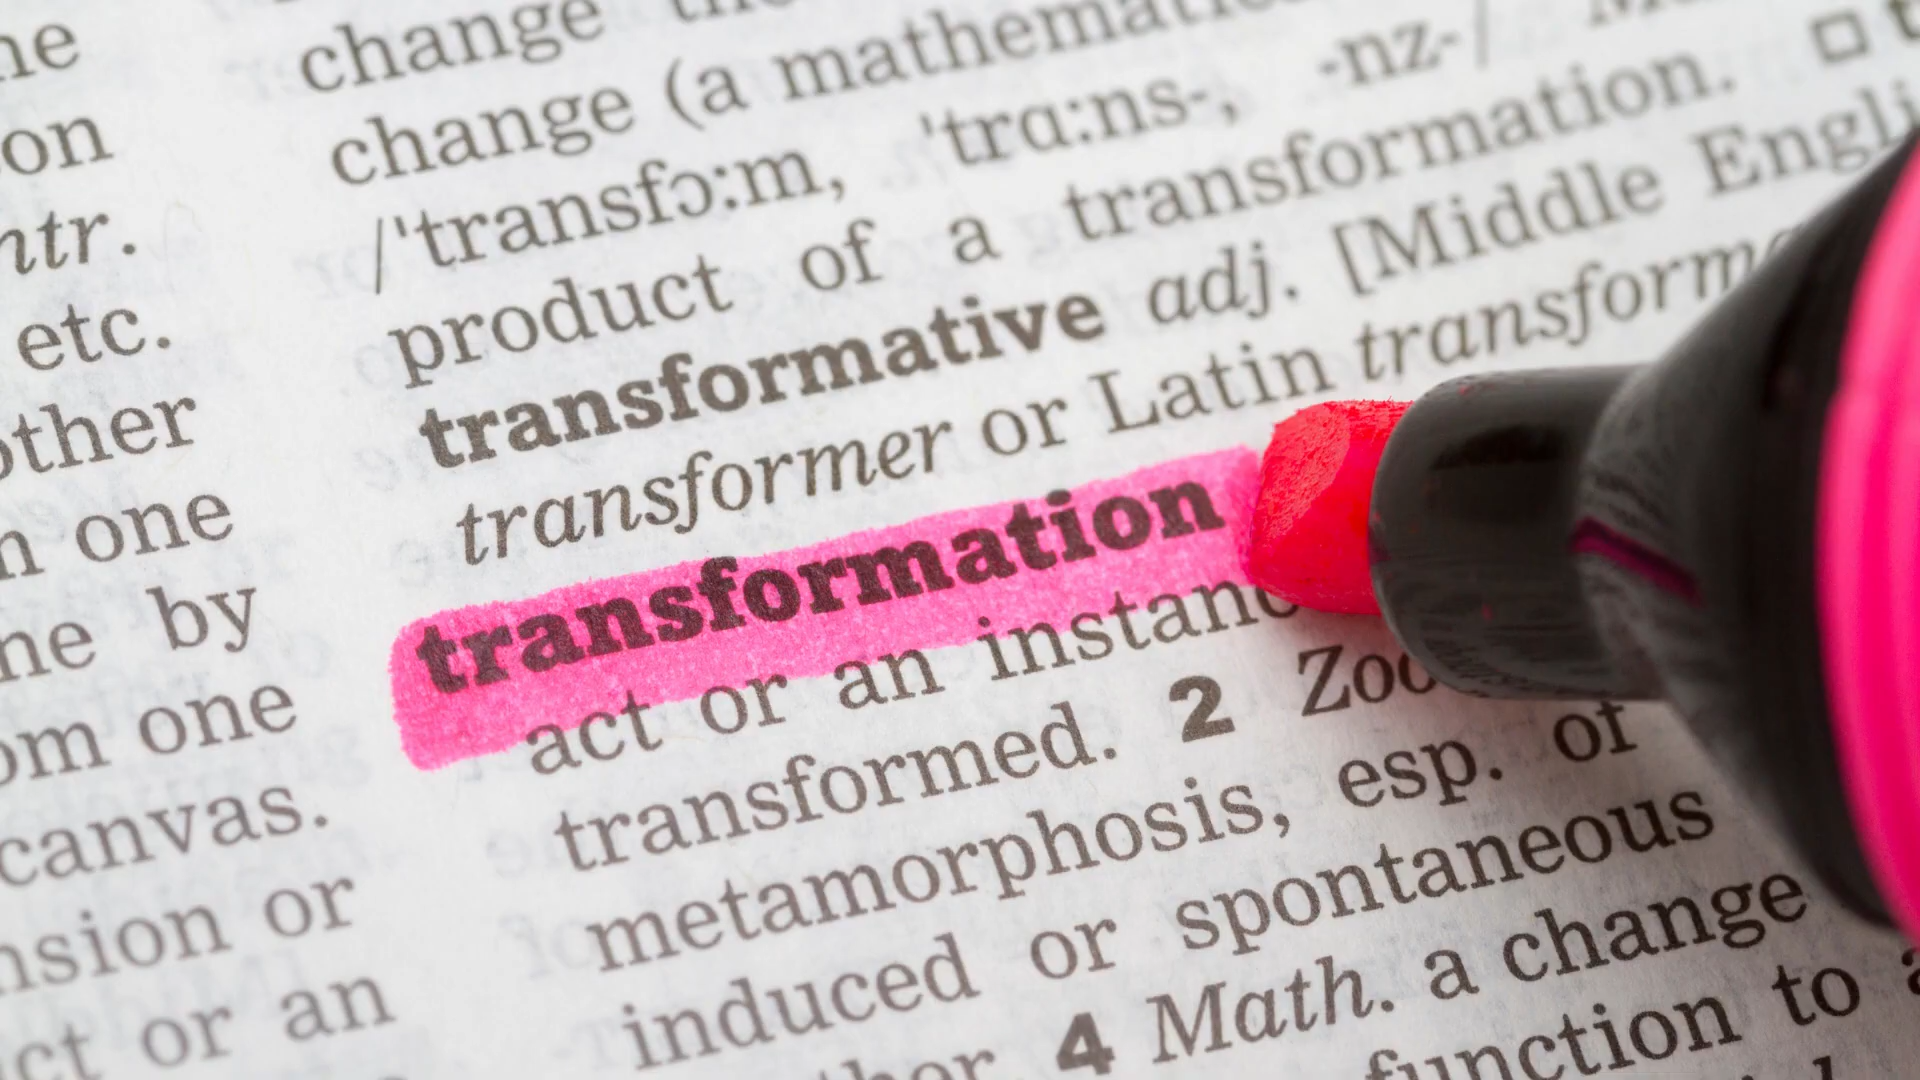 ne
on
ntr.
etc.
other
n one
ne by
om one
canvas.
nsion or
ct or an
change
change (a mathematic
/ˈtransfɔːm, ˈtrɑːns-, -nz-/
product of a transformation.
transformative adj. [Middle Engli
transformer or Latin transform
transformation
act or an instanc
transformed. 2 Zoo
metamorphosis, esp. of
induced or spontaneous
ther. 4 Math. a change
function to a